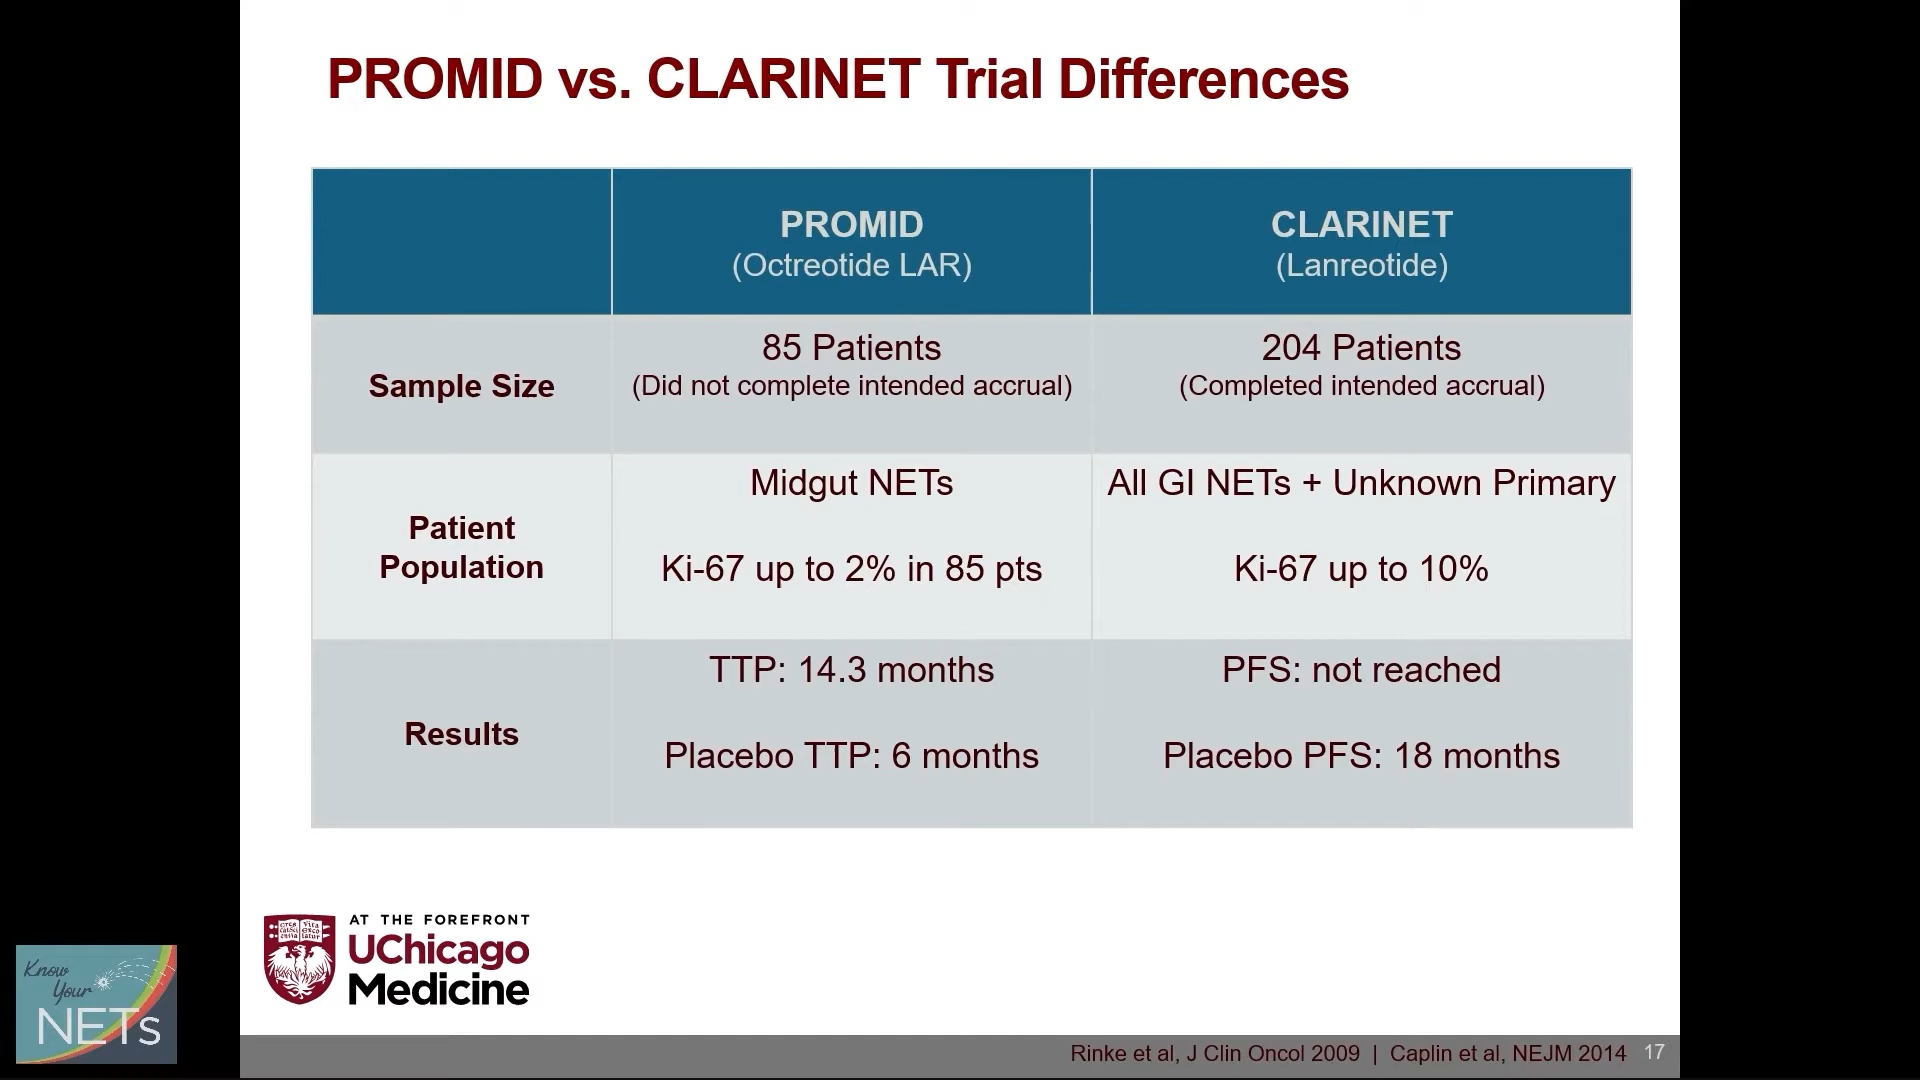 PROMID vs. CLARINET Trial Differences
PROMID
(Octreotide LAR)
CLARINET
(Lanreotide)
Sample Size
85 Patients
(Did not complete intended accrual)
204 Patients
(Completed intended accrual)
Patient
Population
Midgut NETs
Ki-67 up to 2% in 85 pts
All GI NETs + Unknown Primary
Ki-67 up to 10%
Results
TTP: 14.3 months
Placebo TTP: 6 months
PFS: not reached
Placebo PFS: 18 months
AT THE FOREFRONT
UChicago
Medicine
Know
Your
NETs
Rinke et al, J Clin Oncol 2009 | Caplin et al, NEJM 2014 17